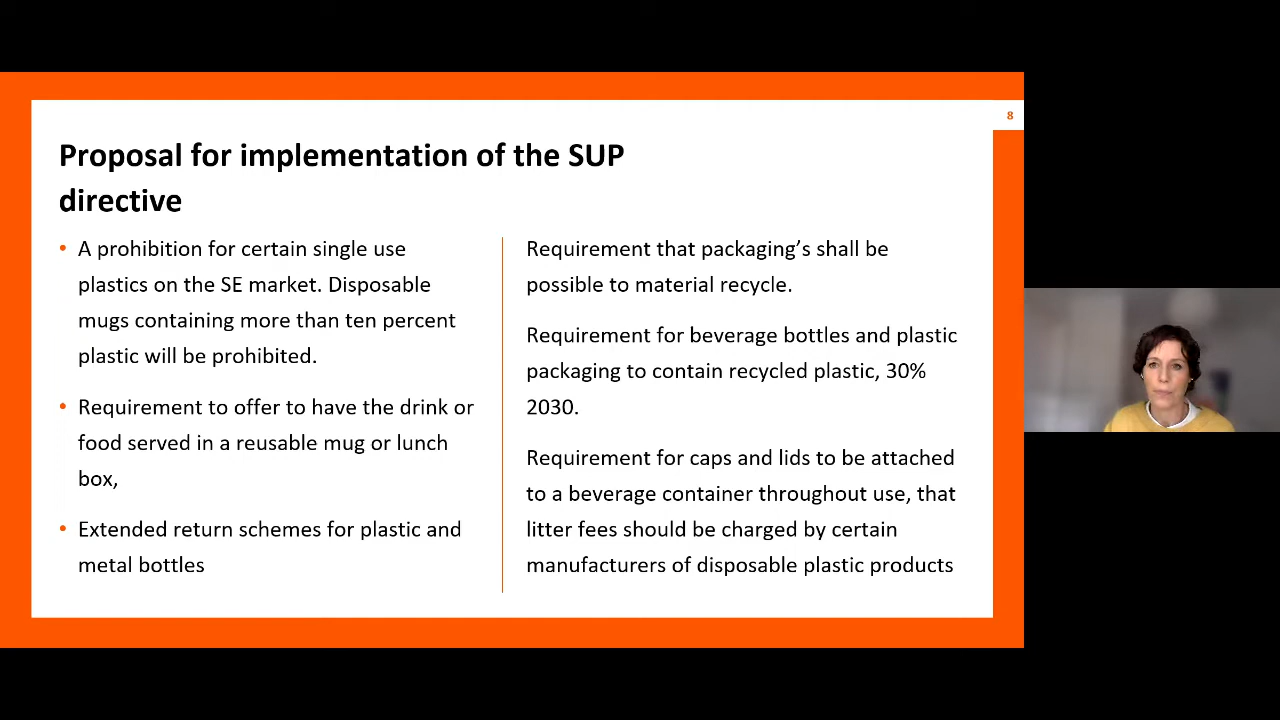 8
Proposal for implementation of the SUP
directive
• A prohibition for certain single use
plastics on the SE market. Disposable
mugs containing more than ten percent
plastic will be prohibited.
• Requirement to offer to have the drink or
food served in a reusable mug or lunch
box,
• Extended return schemes for plastic and
metal bottles
Requirement that packaging’s shall be
possible to material recycle.
Requirement for beverage bottles and plastic
packaging to contain recycled plastic, 30%
2030.
Requirement for caps and lids to be attached
to a beverage container throughout use, that
litter fees should be charged by certain
manufacturers of disposable plastic products